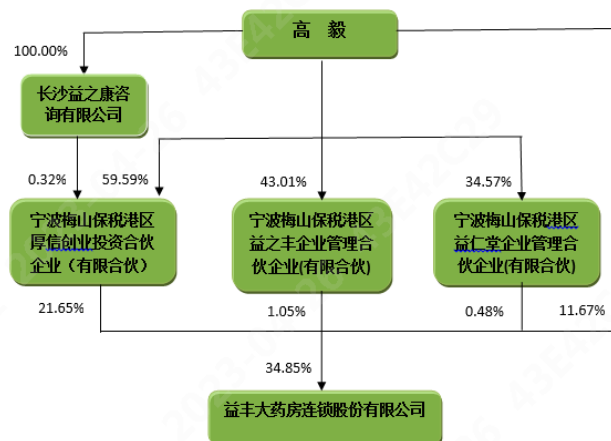 高 毅
100.00%
长沙益之康咨
询有限公司
0.32%
59.59%
43.01%
34.57%
宁波梅山保税港区
厚信创业投资合伙
企业（有限合伙）
宁波梅山保税港区
益之丰企业管理合
伙企业(有限合伙)
宁波梅山保税港区
益仁堂企业管理合
伙企业(有限合伙)
21.65%
1.05%
0.48%
11.67%
34.85%
益丰大药房连锁股份有限公司
43E42C29